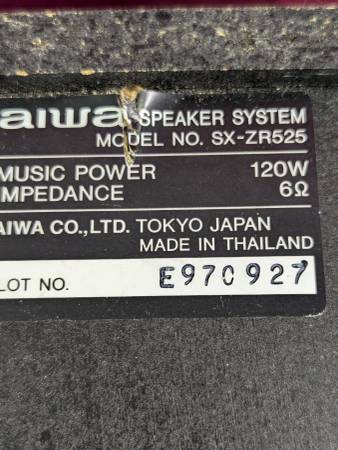 aiwa SPEAKER SYSTEM
MODEL NO. SX-ZR525
MUSIC POWER 120W
IMPEDANCE 6Ω
AIWA CO.,LTD. TOKYO JAPAN
MADE IN THAILAND
LOT NO. E970927